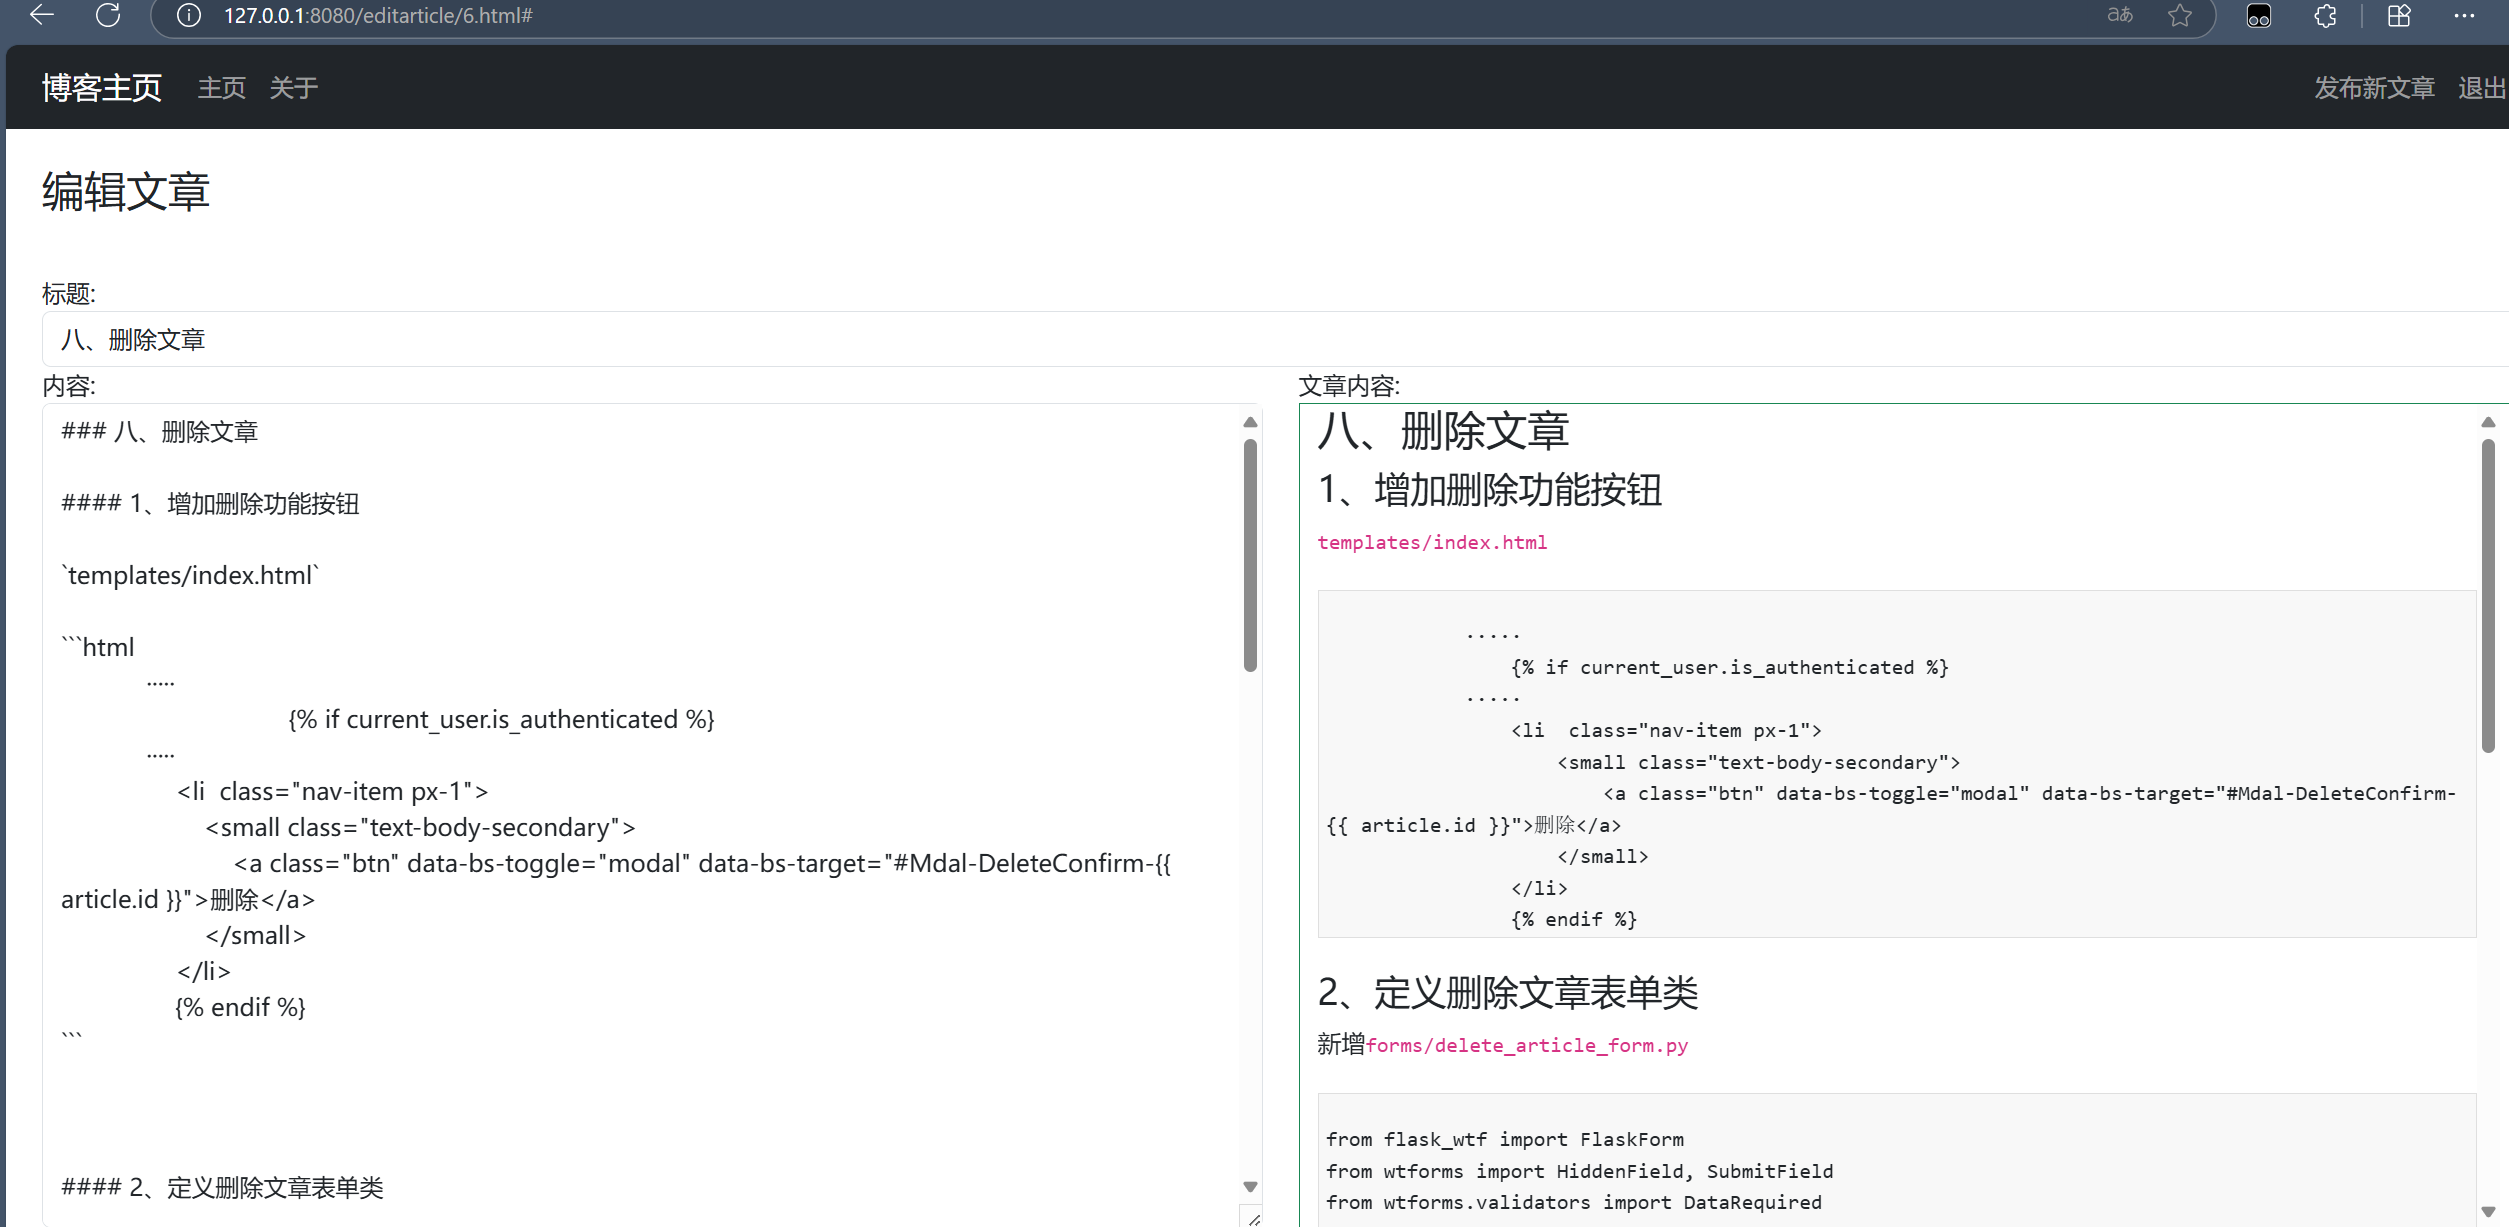 127.0.0.1:8080/editarticle/6.html#
aあ
博客主页 主页 关于 发布新文章 退出
编辑文章
标题:
八、删除文章
内容:
### 八、删除文章
#### 1、增加删除功能按钮
`templates/index.html`
```html
.....
{% if current_user.is_authenticated %}
.....
<li  class="nav-item px-1">
<small class="text-body-secondary">
<a class="btn" data-bs-toggle="modal" data-bs-target="#Mdal-DeleteConfirm-{{
article.id }}">删除</a>
</small>
</li>
{% endif %}
```
#### 2、定义删除文章表单类
文章内容:
八、删除文章
1、增加删除功能按钮
templates/index.html
.....
{% if current_user.is_authenticated %}
.....
<li  class="nav-item px-1">
<small class="text-body-secondary">
<a class="btn" data-bs-toggle="modal" data-bs-target="#Mdal-DeleteConfirm-
{{ article.id }}">删除</a>
</small>
</li>
{% endif %}
2、定义删除文章表单类
新增forms/delete_article_form.py
from flask_wtf import FlaskForm
from wtforms import HiddenField, SubmitField
from wtforms.validators import DataRequired